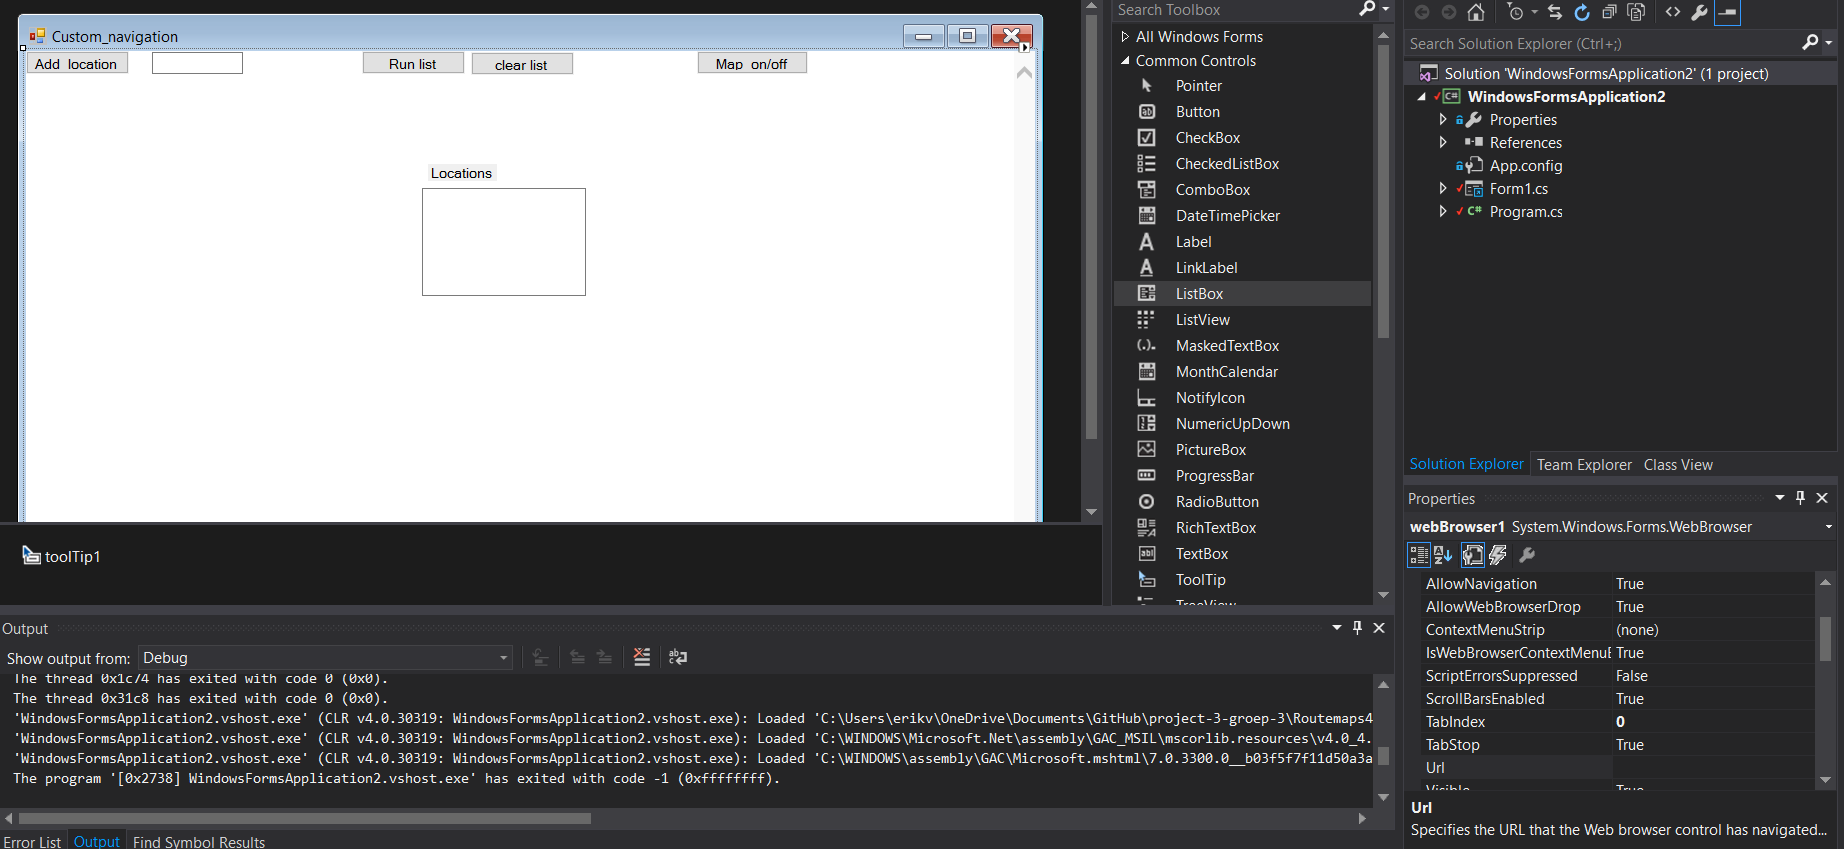 Custom_navigation
Add location
Run list
clear list
Map on/off
Locations
toolTip1
Search Toolbox
All Windows Forms
Common Controls
Pointer
Button
CheckBox
CheckedListBox
ComboBox
DateTimePicker
Label
LinkLabel
ListBox
ListView
MaskedTextBox
MonthCalendar
NotifyIcon
NumericUpDown
PictureBox
ProgressBar
RadioButton
RichTextBox
TextBox
ToolTip
TreeView
Search Solution Explorer (Ctrl+;)
Solution 'WindowsFormsApplication2' (1 project)
WindowsFormsApplication2
Properties
References
App.config
Form1.cs
Program.cs
Solution Explorer Team Explorer Class View
Properties
webBrowser1 System.Windows.Forms.WebBrowser
AllowNavigation True
AllowWebBrowserDrop True
ContextMenuStrip (none)
IsWebBrowserContextMenuE True
ScriptErrorsSuppressed False
ScrollBarsEnabled True
TabIndex 0
TabStop True
Url
Visible True
Url
Specifies the URL that the Web browser control has navigated...
Output
Show output from: Debug
The thread 0x1c74 has exited with code 0 (0x0).
The thread 0x31c8 has exited with code 0 (0x0).
'WindowsFormsApplication2.vshost.exe' (CLR v4.0.30319: WindowsFormsApplication2.vshost.exe): Loaded 'C:\Users\erikv\OneDrive\Documents\GitHub\project-3-groep-3\Routemaps4
'WindowsFormsApplication2.vshost.exe' (CLR v4.0.30319: WindowsFormsApplication2.vshost.exe): Loaded 'C:\WINDOWS\Microsoft.Net\assembly\GAC_MSIL\mscorlib.resources\v4.0_4.
'WindowsFormsApplication2.vshost.exe' (CLR v4.0.30319: WindowsFormsApplication2.vshost.exe): Loaded 'C:\WINDOWS\assembly\GAC\Microsoft.mshtml\7.0.3300.0__b03f5f7f11d50a3a
The program '[0x2738] WindowsFormsApplication2.vshost.exe' has exited with code -1 (0xffffffff).
Error List Output Find Symbol Results